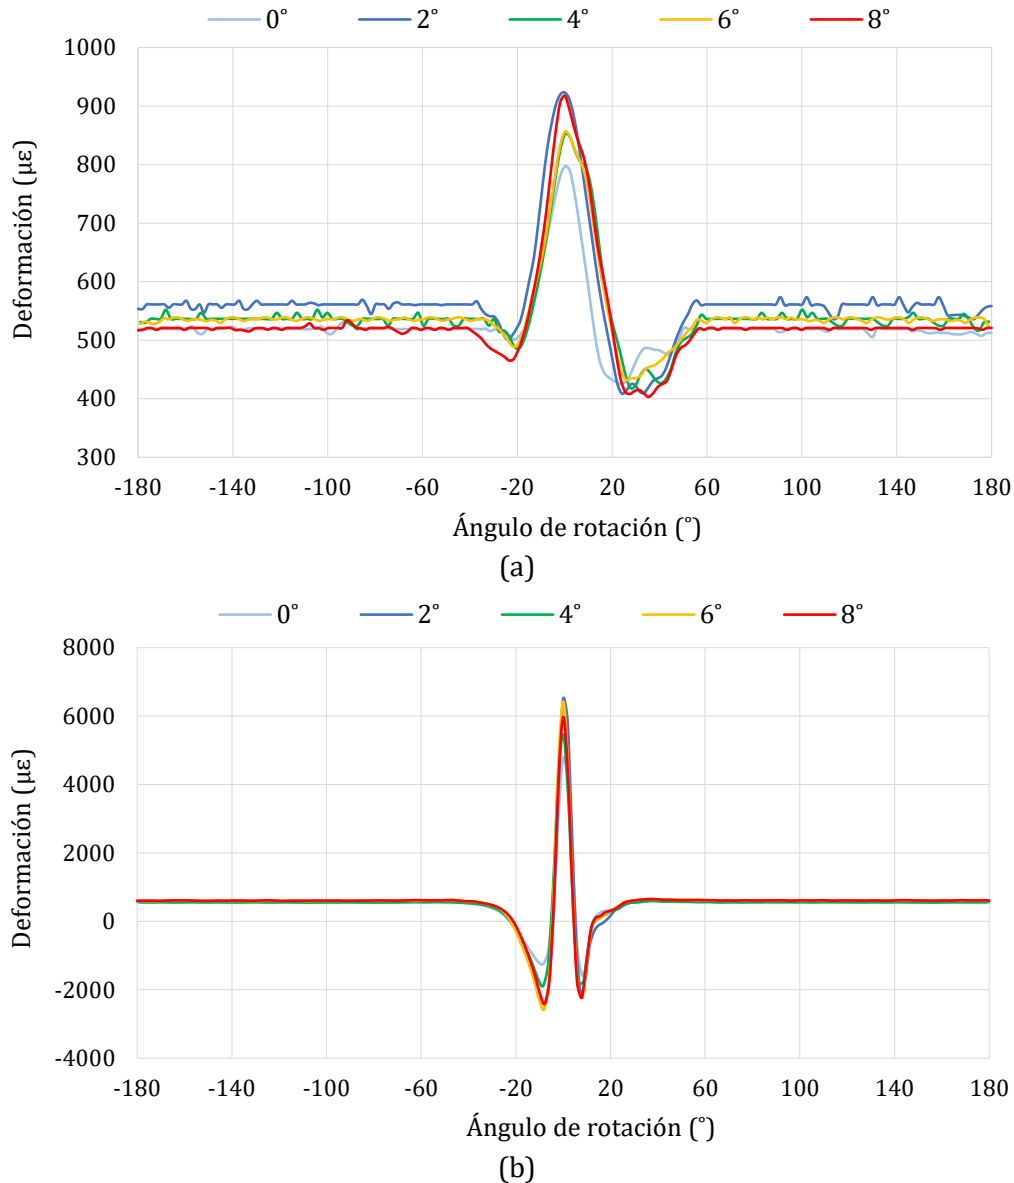 0° 2° 4° 6° 8°
1000
900
800
700
600
500
400
300
Deformación (με)
-180 -140 -100 -60 -20 20 60 100 140 180
Ángulo de rotación (°)
(a)
0° 2° 4° 6° 8°
8000
6000
4000
2000
0
-2000
-4000
Deformación (με)
-180 -140 -100 -60 -20 20 60 100 140 180
Ángulo de rotación (°)
(b)